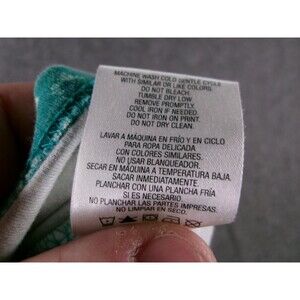 MACHINE WASH COLD GENTLE CYCLE
WITH SIMILAR OR LIKE COLORS.
DO NOT BLEACH.
TUMBLE DRY LOW
REMOVE PROMPTLY.
COOL IRON IF NEEDED.
DO NOT IRON ON PRINT.
DO NOT DRY CLEAN.
LAVAR A MÁQUINA EN FRÍO Y EN CICLO
PARA ROPA DELICADA
CON COLORES SIMILARES.
NO USAR BLANQUEADOR.
SECAR EN MÁQUINA A TEMPERATURA BAJA.
SACAR INMEDIATAMENTE.
PLANCHAR CON UNA PLANCHA FRÍA
SI ES NECESARIO
NO PLANCHAR LAS PARTES IMPRESAS.
NO LIMPIAR EN SECO.